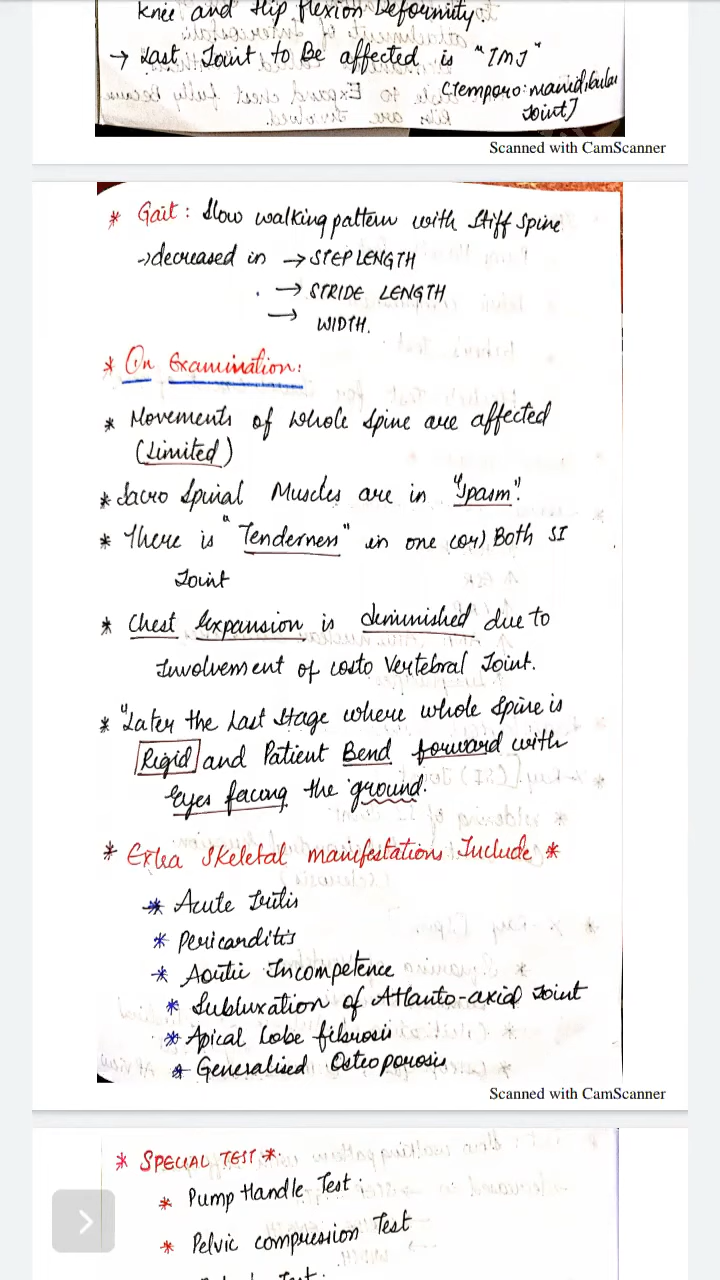 Knee and Hip flexion Deformity.
→ Last Joint to Be affected is "TMJ"
(Temporo: mandibular
Joint]
Scanned with CamScanner
* Gait: Slow walking pattern with Stiff Spine
→ decreased in → STEP LENGTH
→ STRIDE LENGTH
→ WIDTH.
* On Examination:
* Movements of whole Spine are affected
(Limited)
* Sacro Spinal Muscles are in "Spasm".
* There is "Tenderness" in one (or) Both SI
Joint
* Chest Expansion is diminished due to
Involvement of costo Vertebral Joint.
* "Later the Last Stage where whole Spine is
Rigid and Patient Bend forward with
Eyes facing the ground.
* Extra Skeletal manifestations Include *
* Acute Iritis
* Pericarditis
* Aortic Incompetence
* Subluxation of Atlanto-axial Joint
* Apical Lobe fibrosis
* Generalised Osteoporosis
Scanned with CamScanner
* SPECIAL TEST *
* Pump Handle Test:
* Pelvic compression Test
Test.